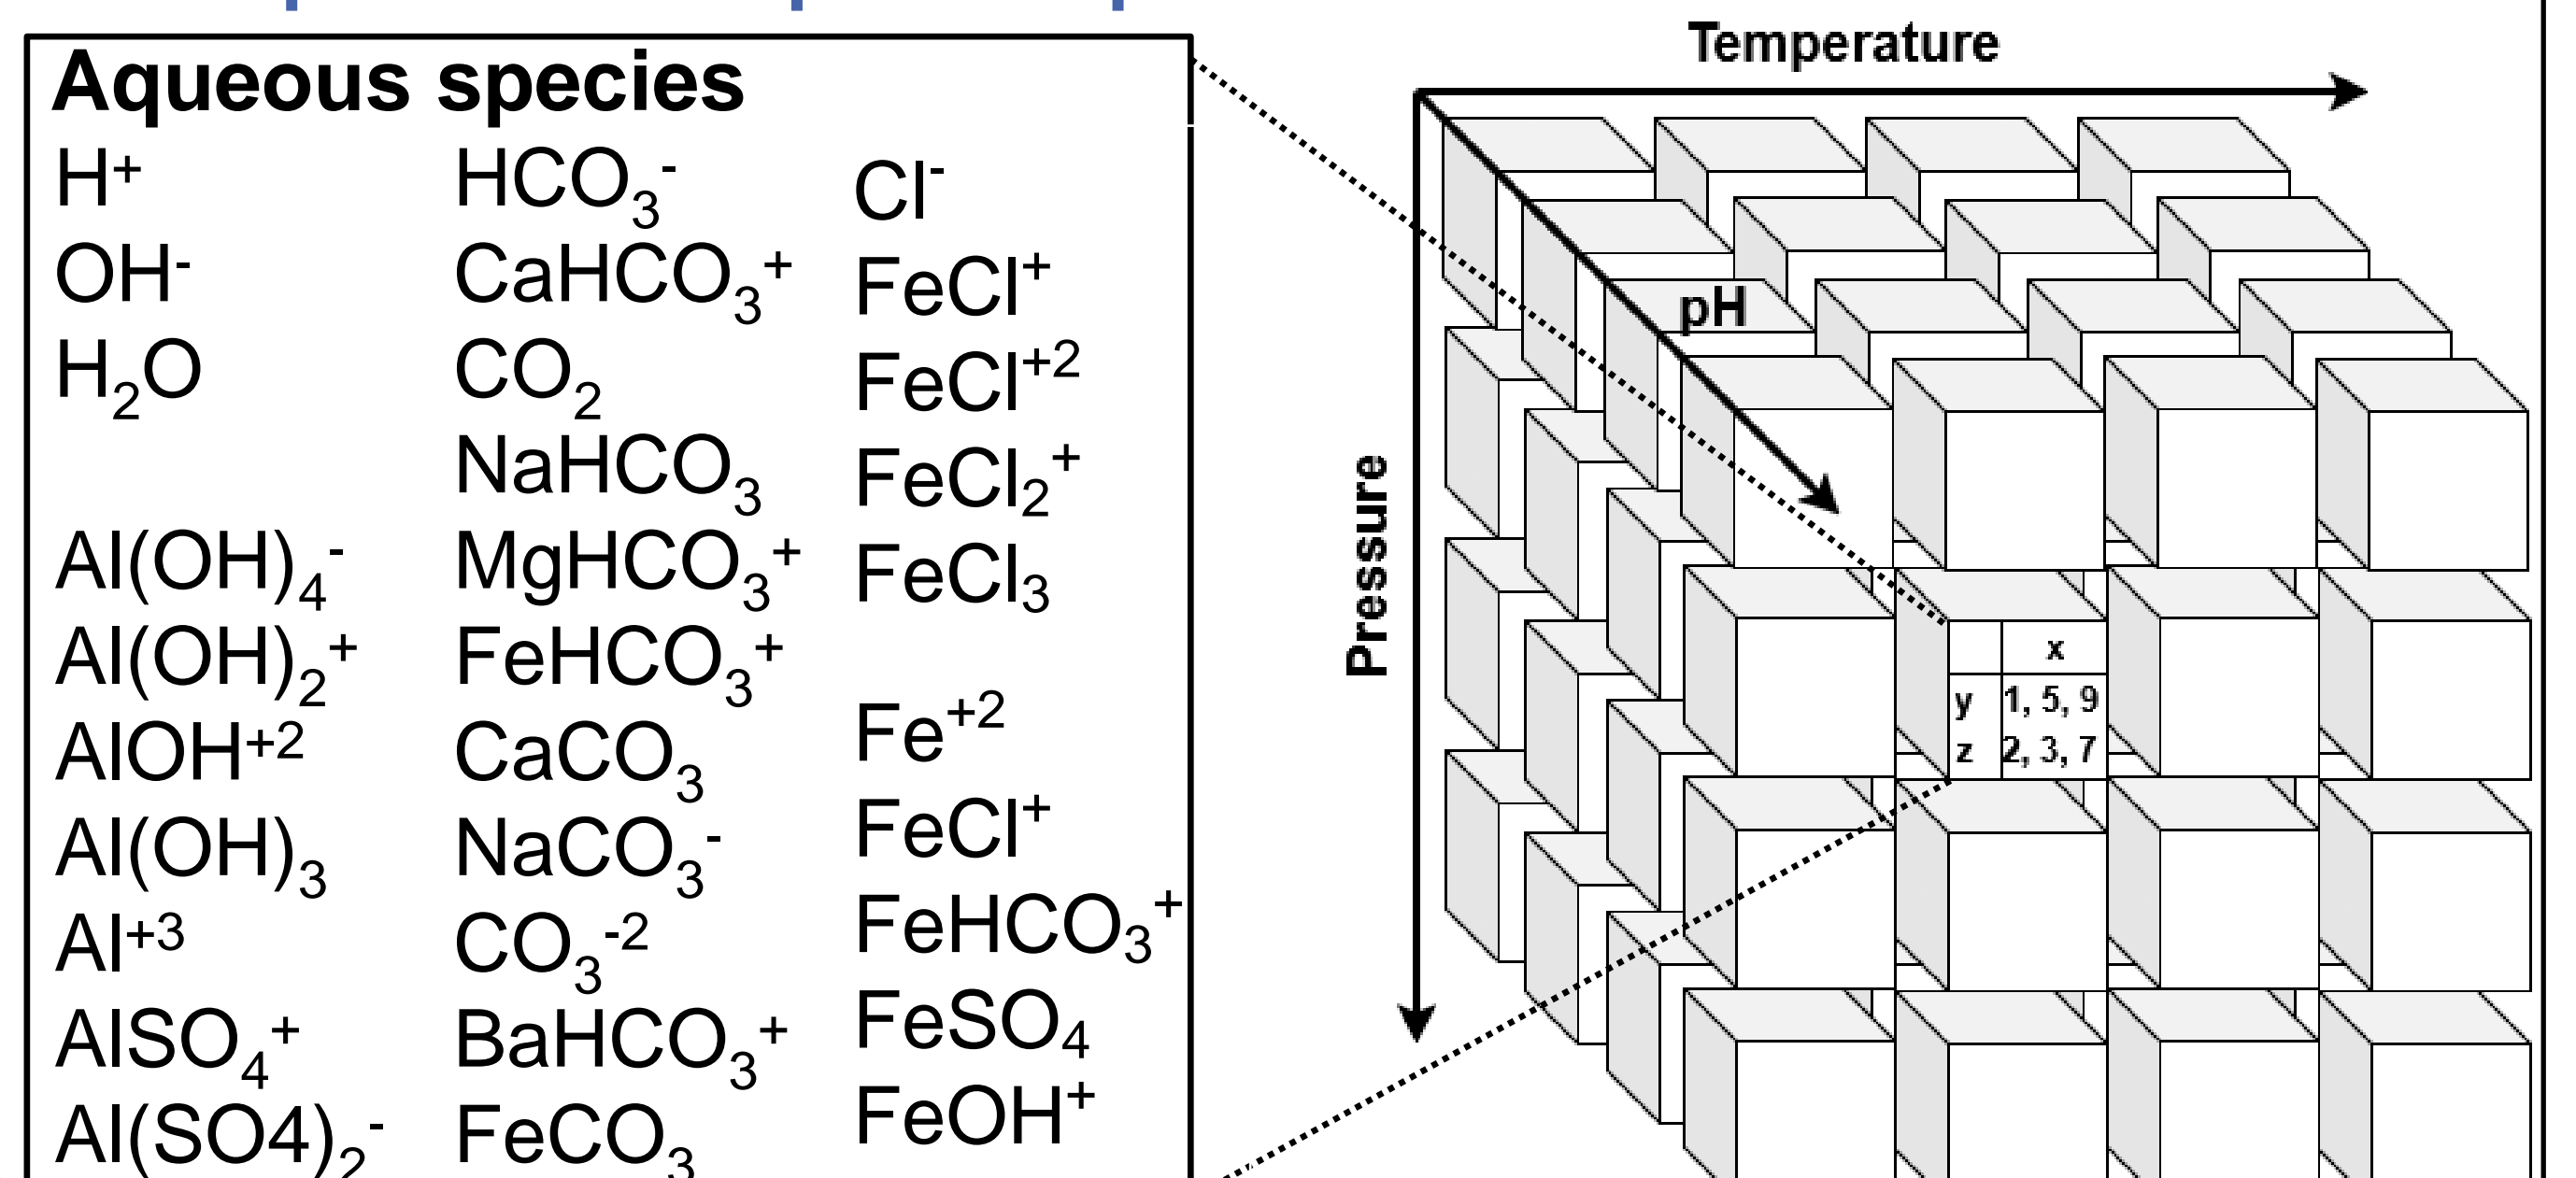 Aqueous species
H⁺
OH⁻
H₂O
Al(OH)₄⁻
Al(OH)₂⁺
AlOH⁺²
Al(OH)₃
Al⁺³
AlSO₄⁺
Al(SO4)₂⁻
HCO₃⁻
CaHCO₃⁺
CO₂
NaHCO₃
MgHCO₃⁺
FeHCO₃⁺
CaCO₃
NaCO₃⁻
CO₃⁻²
BaHCO₃⁺
FeCO₃
Cl⁻
FeCl⁺
FeCl⁺²
FeCl₂⁺
FeCl₃
Fe⁺²
FeCl⁺
FeHCO₃⁺
FeSO₄
FeOH⁺
Temperature
pH
Pressure
x
y 1, 5, 9
z 2, 3, 7